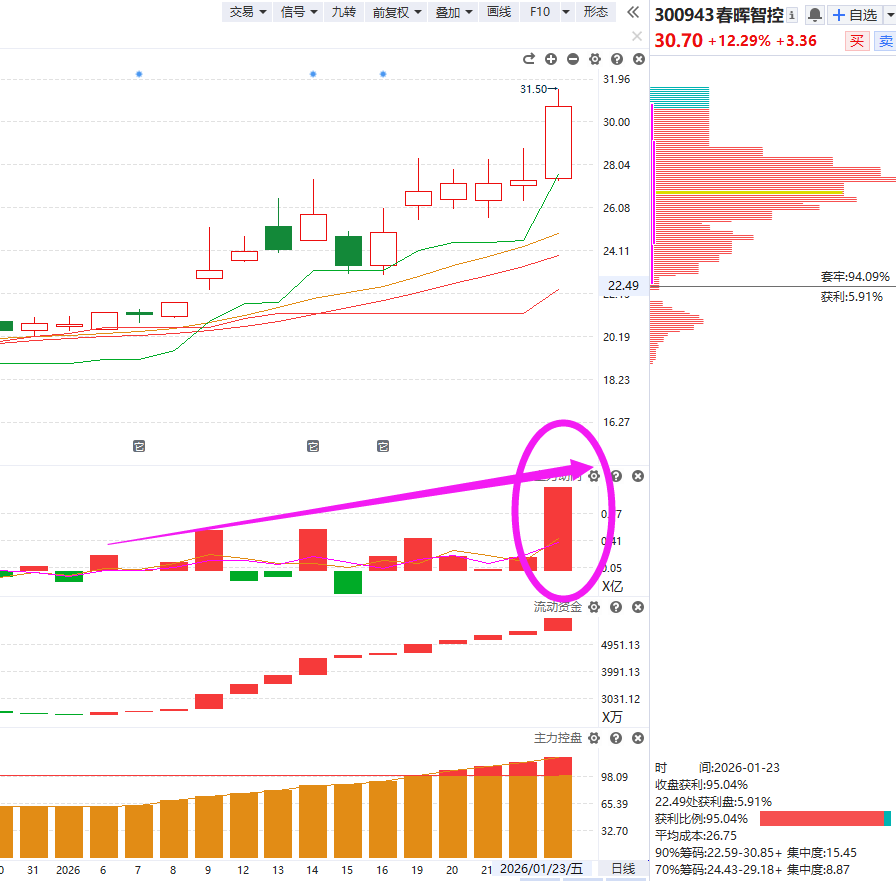 交易 信号 九转 前复权 叠加 画线 F10 形态
300943春晖智控 i 自选
30.70 +12.29% +3.36 买 卖
31.96
31.50
30.00
28.04
26.08
24.11
22.49
20.19
18.23
16.27
套牢:94.09%
获利:5.91%
0.41
0.05
X亿
流动资金
4951.13
3991.13
3031.12
X万
主力控盘
98.09
65.39
32.70
31 2026 6 7 8 9 12 13 14 15 16 19 20 21 2026/01/23/五 日线
时 间:2026-01-23
收盘获利:95.04%
22.49处获利盘:5.91%
获利比例:95.04%
平均成本:26.75
90%筹码:22.59-30.85+ 集中度:15.45
70%筹码:24.43-29.18+ 集中度:8.87